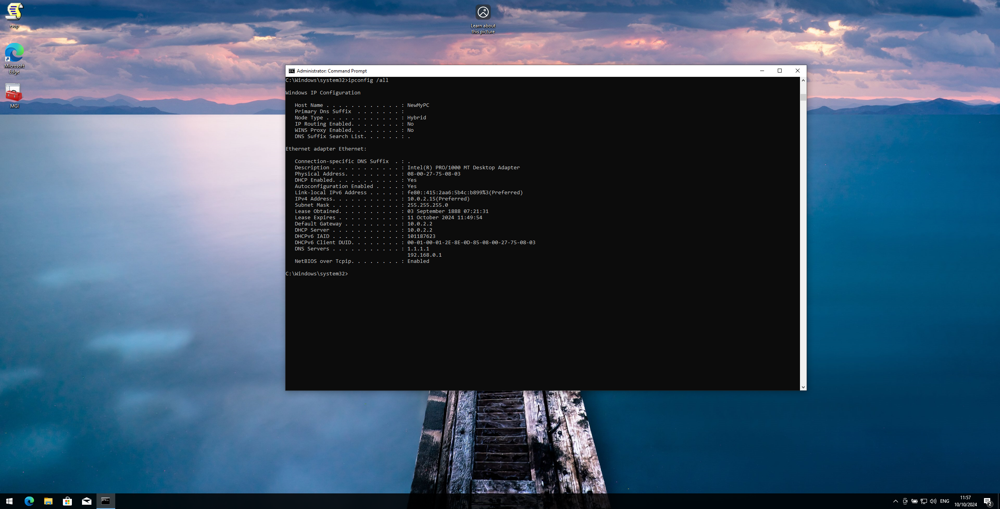 rsop
Learn about
this picture
Microsoft
Edge
MGI
Administrator: Command Prompt
C:\Windows\system32>ipconfig /all
Windows IP Configuration
Host Name . . . . . . . . . . . . : NewMyPC
Primary Dns Suffix  . . . . . . . :
Node Type . . . . . . . . . . . . : Hybrid
IP Routing Enabled. . . . . . . . : No
WINS Proxy Enabled. . . . . . . . : No
DNS Suffix Search List. . . . . . : .
Ethernet adapter Ethernet:
Connection-specific DNS Suffix  . : .
Description . . . . . . . . . . . : Intel(R) PRO/1000 MT Desktop Adapter
Physical Address. . . . . . . . . : 08-00-27-75-08-03
DHCP Enabled. . . . . . . . . . . : Yes
Autoconfiguration Enabled . . . . : Yes
Link-local IPv6 Address . . . . . : fe80::415:2aa6:5b4c:b899%3(Preferred)
IPv4 Address. . . . . . . . . . . : 10.0.2.15(Preferred)
Subnet Mask . . . . . . . . . . . : 255.255.255.0
Lease Obtained. . . . . . . . . . : 03 September 1888 07:21:31
Lease Expires . . . . . . . . . . : 11 October 2024 11:49:54
Default Gateway . . . . . . . . . : 10.0.2.2
DHCP Server . . . . . . . . . . . : 10.0.2.2
DHCPv6 IAID . . . . . . . . . . . : 101187623
DHCPv6 Client DUID. . . . . . . . : 00-01-00-01-2E-8E-0D-85-08-00-27-75-08-03
DNS Servers . . . . . . . . . . . : 1.1.1.1
192.168.0.1
NetBIOS over Tcpip. . . . . . . . : Enabled
C:\Windows\system32>
ENG
11:57
10/10/2024
2